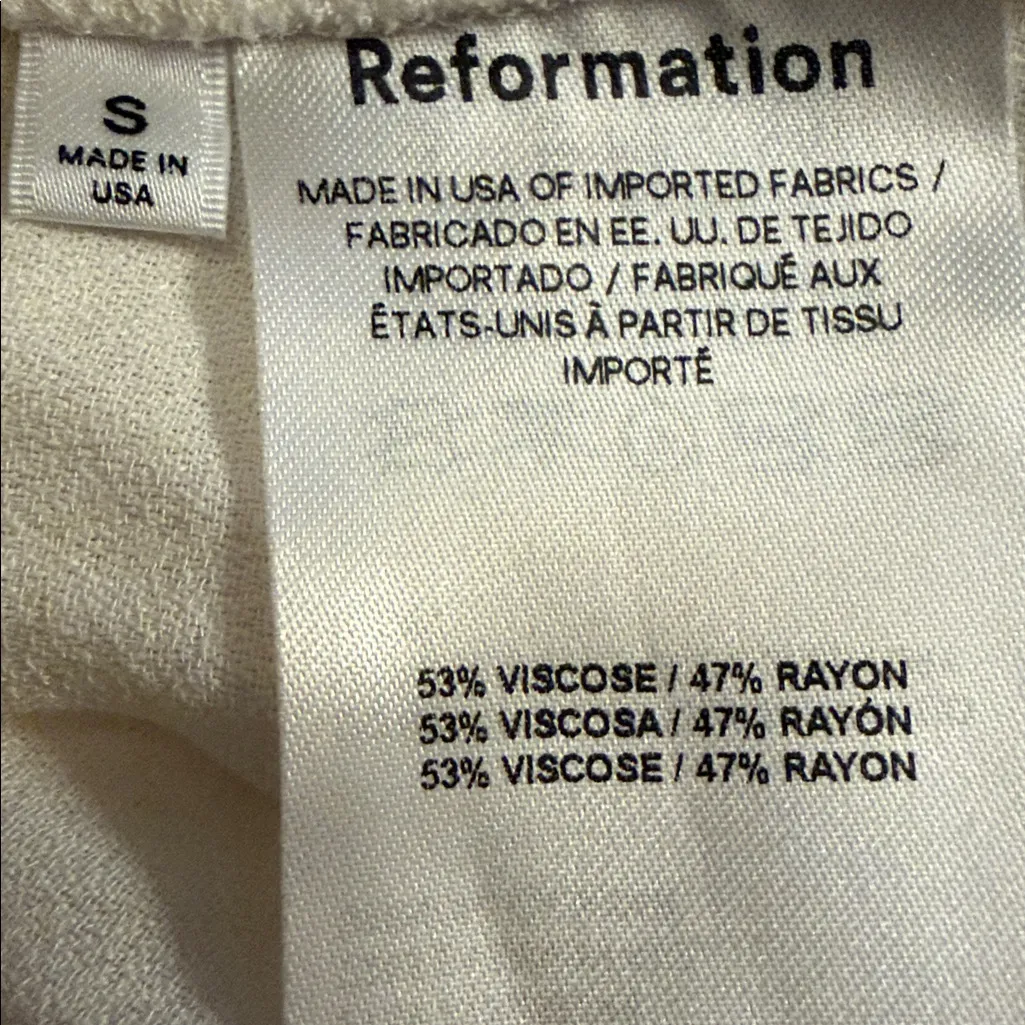 S
MADE IN
USA
Reformation
MADE IN USA OF IMPORTED FABRICS /
FABRICADO EN EE. UU. DE TEJIDO
IMPORTADO / FABRIQUÉ AUX
ÉTATS-UNIS À PARTIR DE TISSU
IMPORTÉ
53% VISCOSE / 47% RAYON
53% VISCOSA / 47% RAYÓN
53% VISCOSE / 47% RAYON